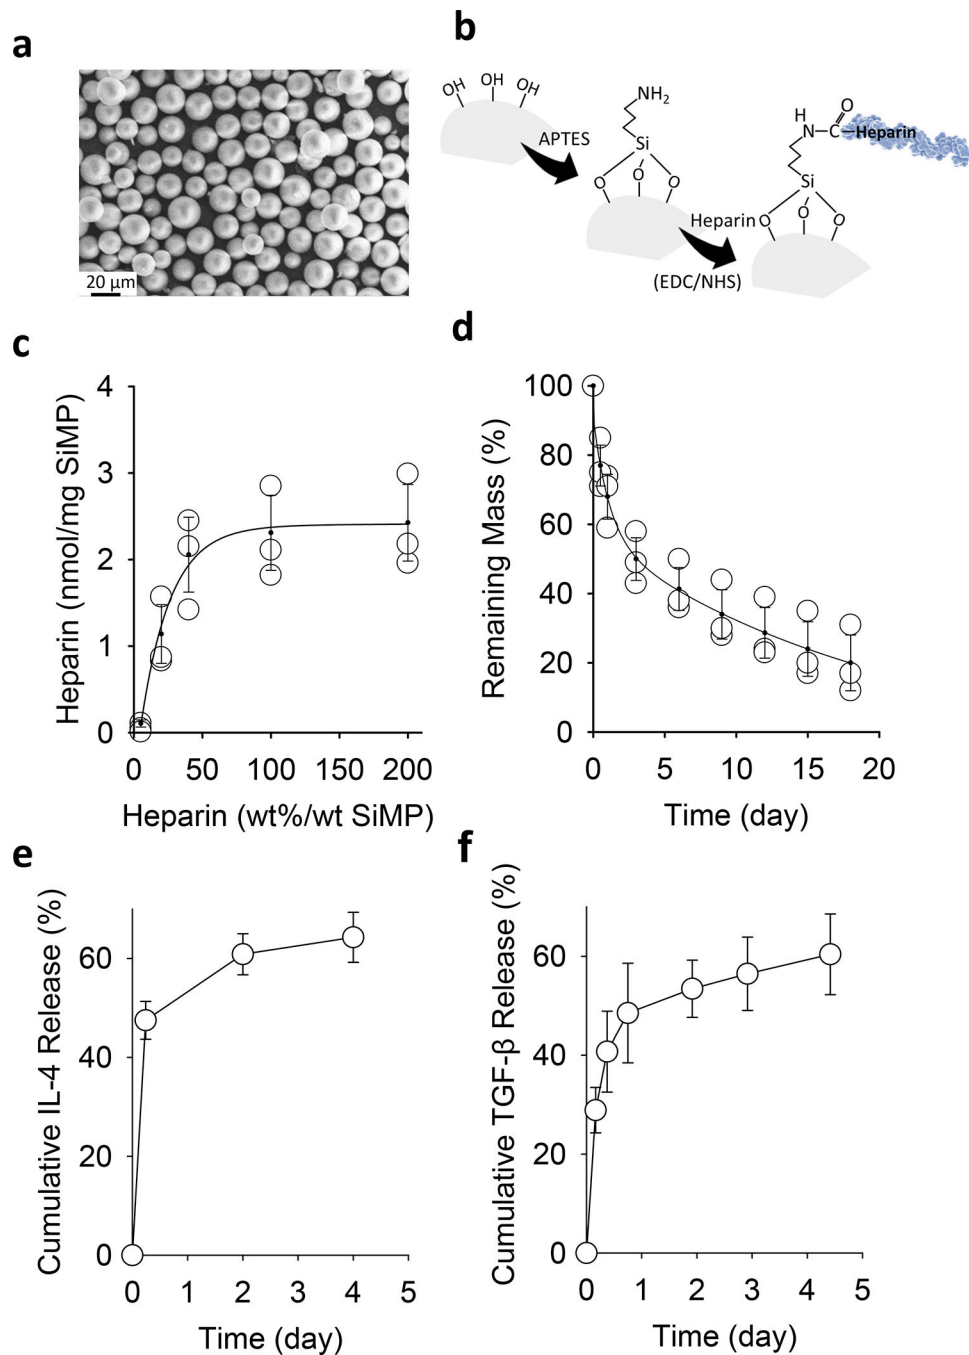 a
20 μm
b
OH OH OH
APTES
NH2
Si
O O O
Heparin
(EDC/NHS)
O
H
N C Heparin
Si
O O O
c
Heparin (nmol/mg SiMP)
4
3
2
1
0
0 50 100 150 200
Heparin (wt%/wt SiMP)
d
Remaining Mass (%)
100
80
60
40
20
0
0 5 10 15 20
Time (day)
e
Cumulative IL-4 Release (%)
60
40
20
0
0 1 2 3 4 5
Time (day)
f
Cumulative TGF-β Release (%)
60
40
20
0
0 1 2 3 4 5
Time (day)